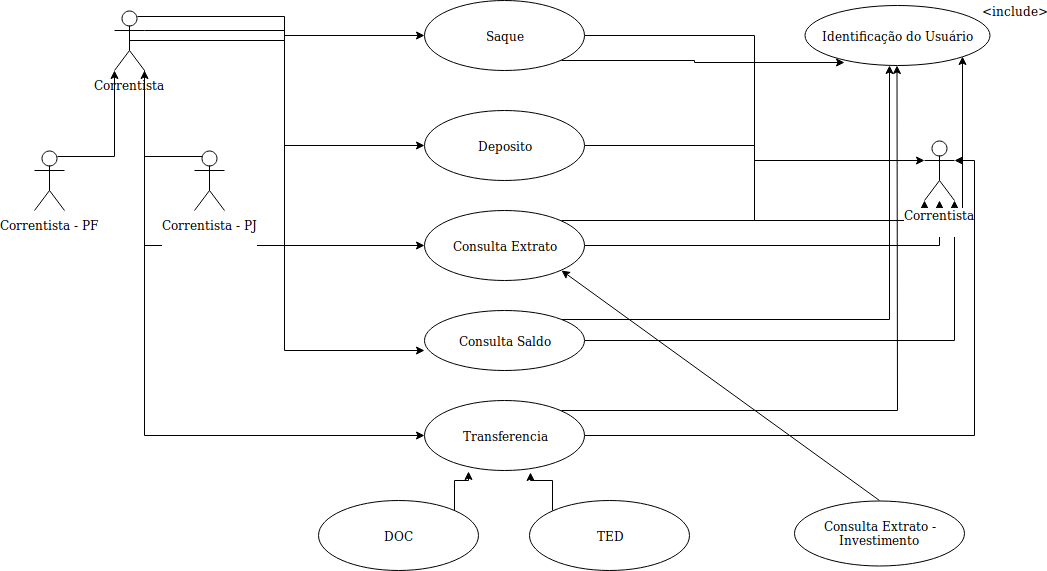 <include>
Saque
Identificação do Usuário
Correntista
Deposito
Correntista - PF
Correntista - PJ
Correntista
Consulta Extrato
Consulta Saldo
Transferencia
DOC
TED
Consulta Extrato -
Investimento